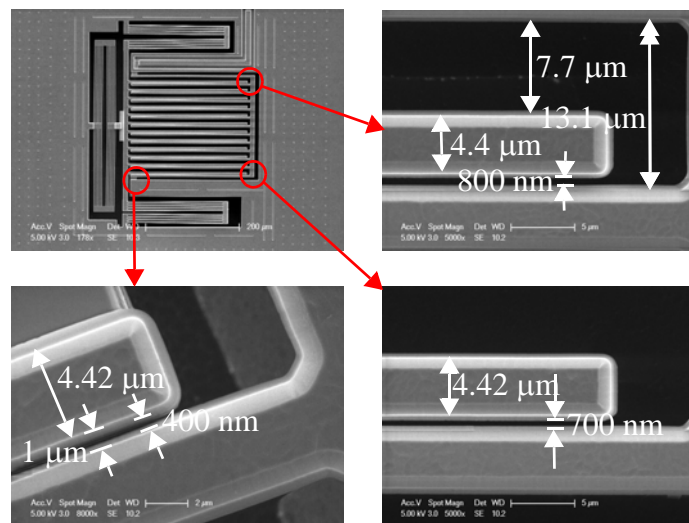 Acc.V Spot Magn Det WD 200 µm
5.00 kV 3.0 178x SE 10.3
7.7 µm
13.1 µm
4.4 µm
800 nm
Acc.V Spot Magn Det WD 5 µm
5.00 kV 3.0 5000x SE 10.2
4.42 µm
400 nm
1 µm
Acc.V Spot Magn Det WD 2 µm
5.00 kV 3.0 8000x SE 10.2
4.42 µm
700 nm
Acc.V Spot Magn Det WD 5 µm
5.00 kV 3.0 5000x SE 10.2